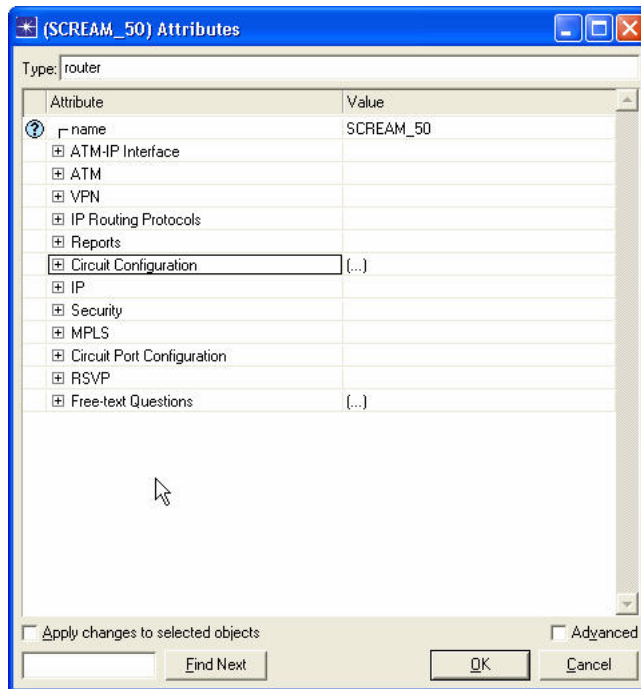 (SCREAM_50) Attributes
Type: router
Attribute Value
name SCREAM_50
ATM-IP Interface
ATM
VPN
IP Routing Protocols
Reports
Circuit Configuration (...)
IP
Security
MPLS
Circuit Port Configuration
RSVP
Free-text Questions (...)
Apply changes to selected objects Advanced
Find Next OK Cancel